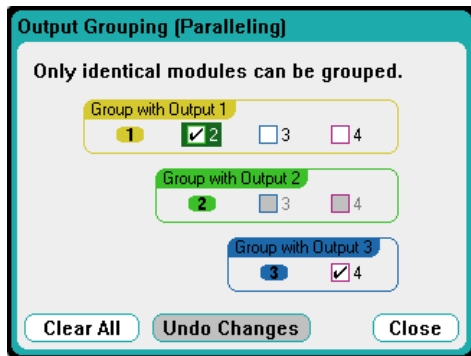 Output Grouping (Paralleling)
Only identical modules can be grouped.
Group with Output 1
1 2 3 4
Group with Output 2
2 3 4
Group with Output 3
3 4
Clear All Undo Changes Close